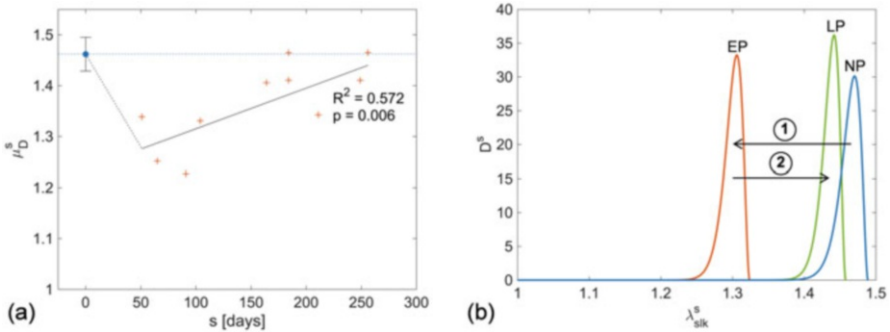 1.5
1.4
1.3
1.2
1.1
1
μ_D^s
0
50
100
150
200
250
300
s [days]
R² = 0.572
p = 0.006
(a)
40
35
30
25
20
15
10
5
0
D^s
EP
LP
NP
1
2
1
1.1
1.2
1.3
1.4
1.5
λ_slk^s
(b)